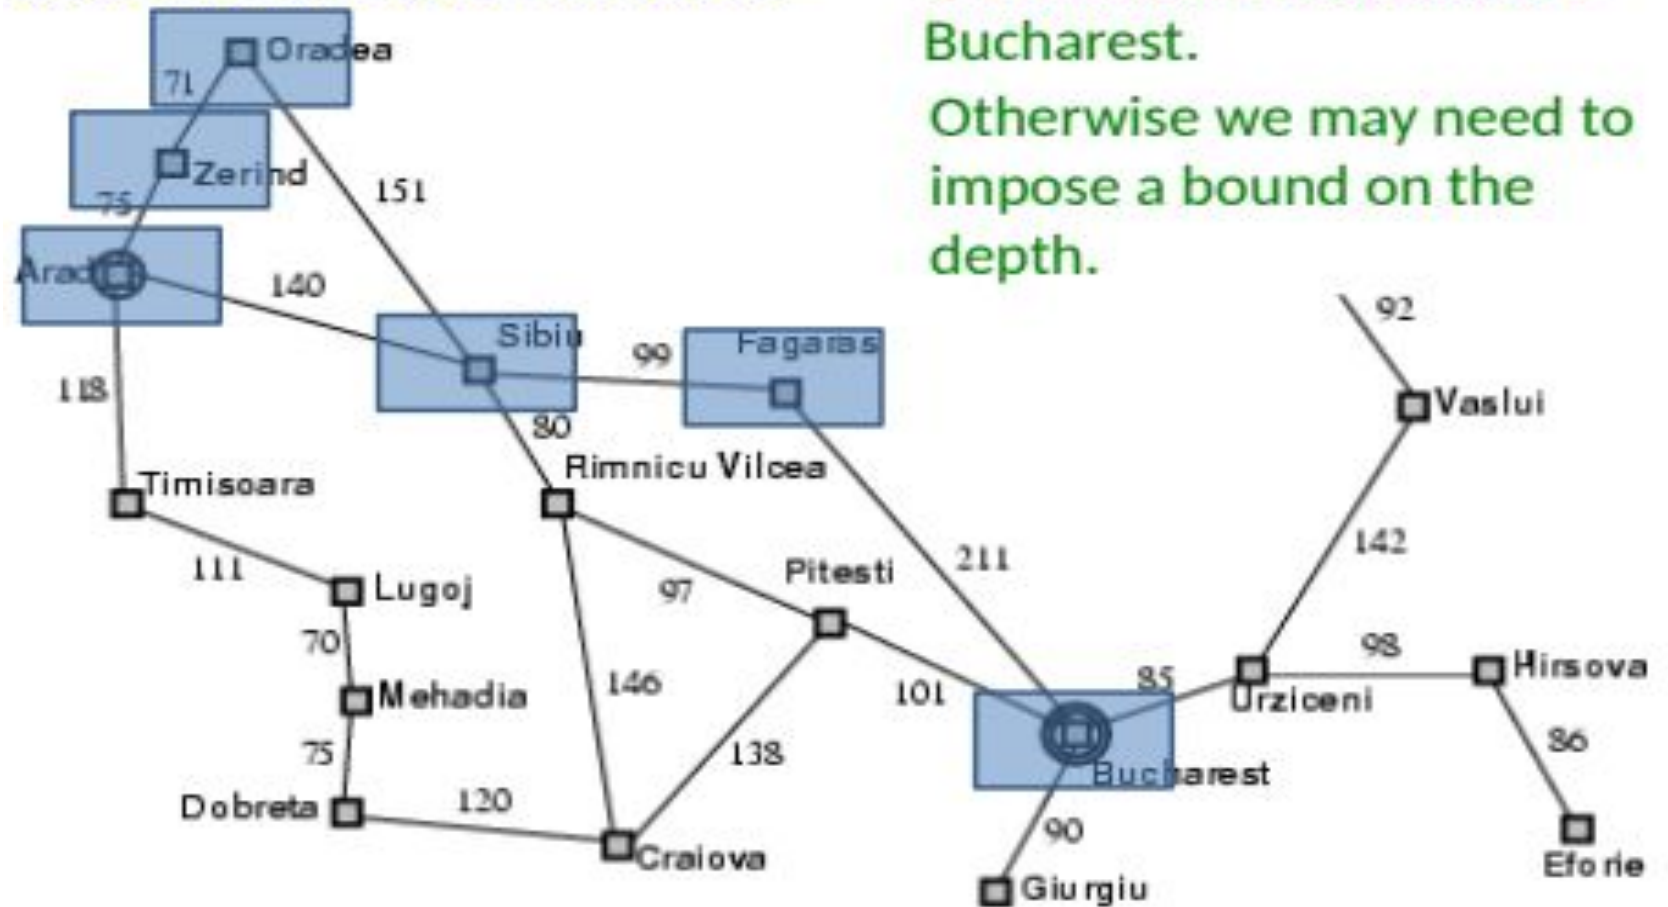 Bucharest.
Otherwise we may need to
impose a bound on the
depth.
Oradea
71
Zerind
151
75
Arad
140
92
Sibiu
99
Fagaras
118
Vaslui
80
Rimnicu Vilcea
Timisoara
142
211
111
Pitesti
97
Lugoj
70
98
Hirsova
146
85
101
Urziceni
Mehadia
75
138
86
Bucharest
Dobreta
120
90
Craiova
Eforie
Giurgiu